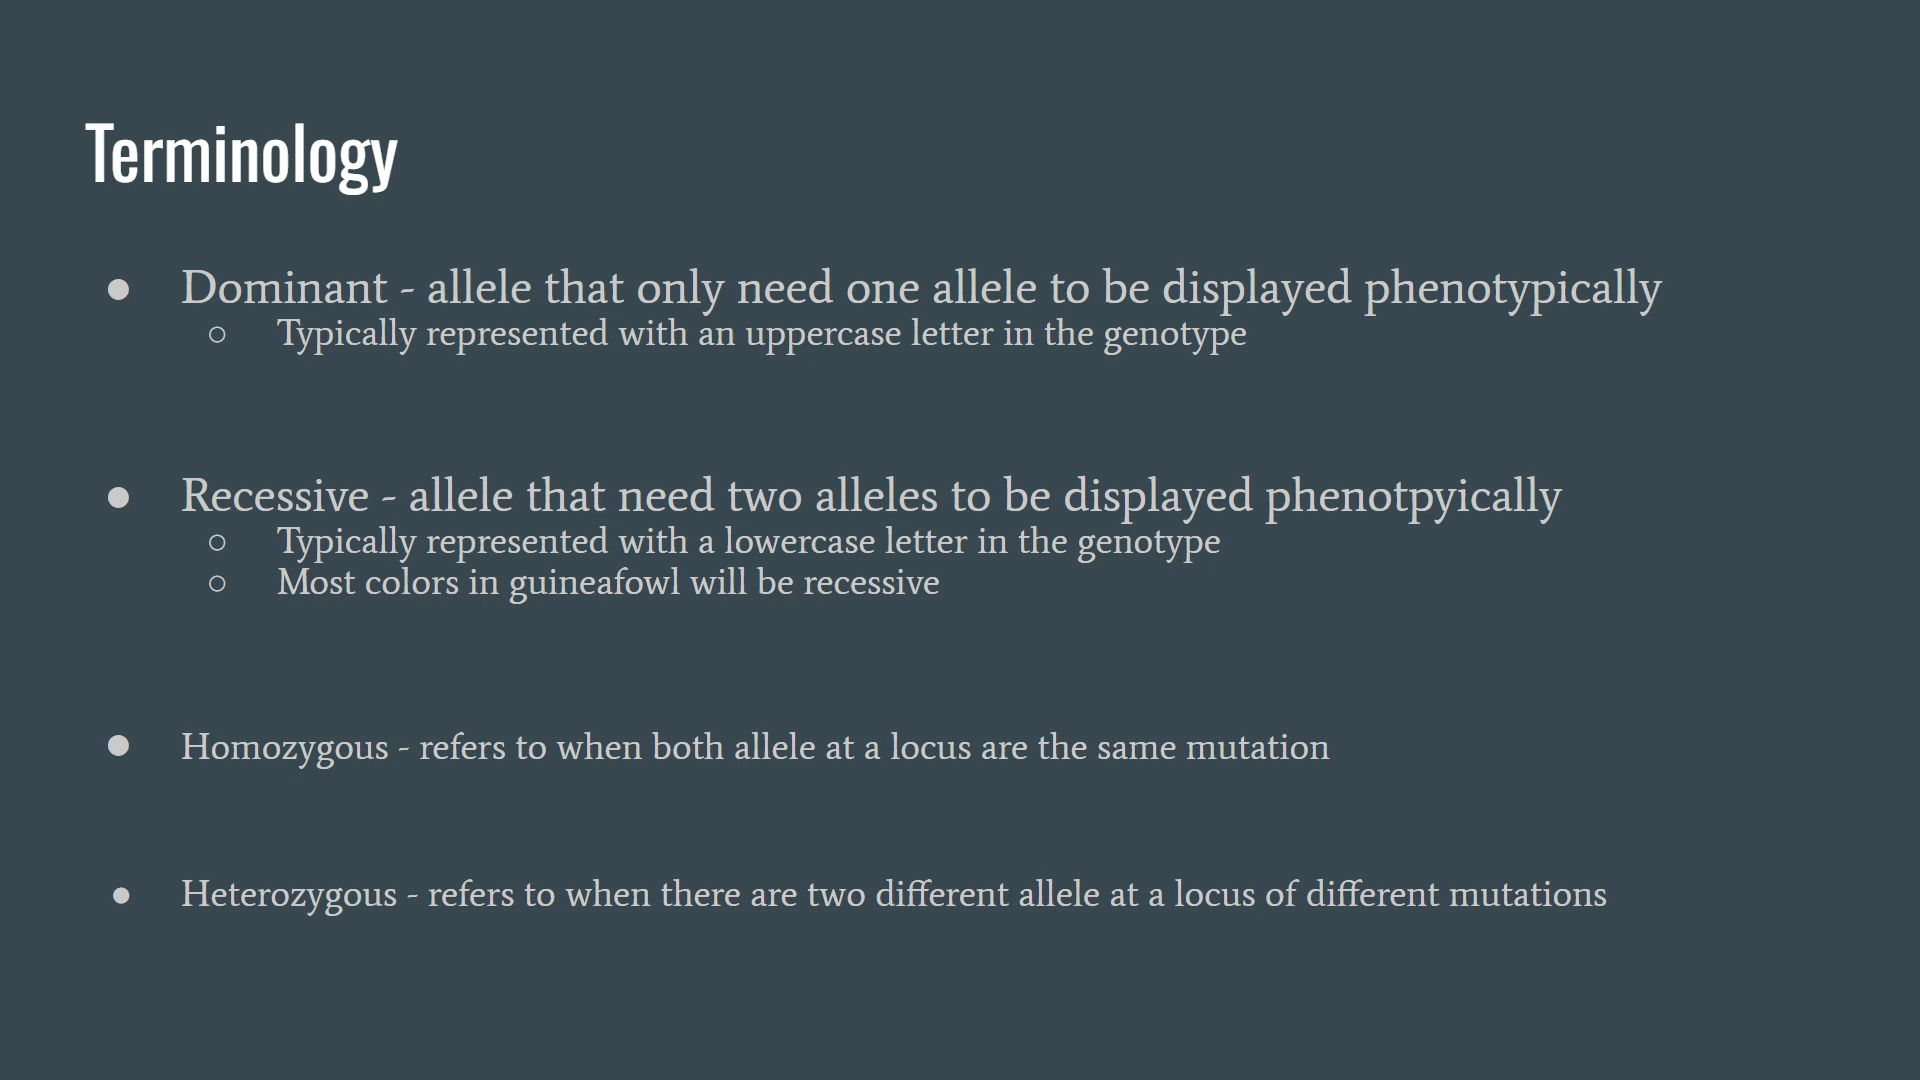 Terminology
● Dominant - allele that only need one allele to be displayed phenotypically
○ Typically represented with an uppercase letter in the genotype
● Recessive - allele that need two alleles to be displayed phenotpyically
○ Typically represented with a lowercase letter in the genotype
○ Most colors in guineafowl will be recessive
● Homozygous - refers to when both allele at a locus are the same mutation
● Heterozygous - refers to when there are two different allele at a locus of different mutations